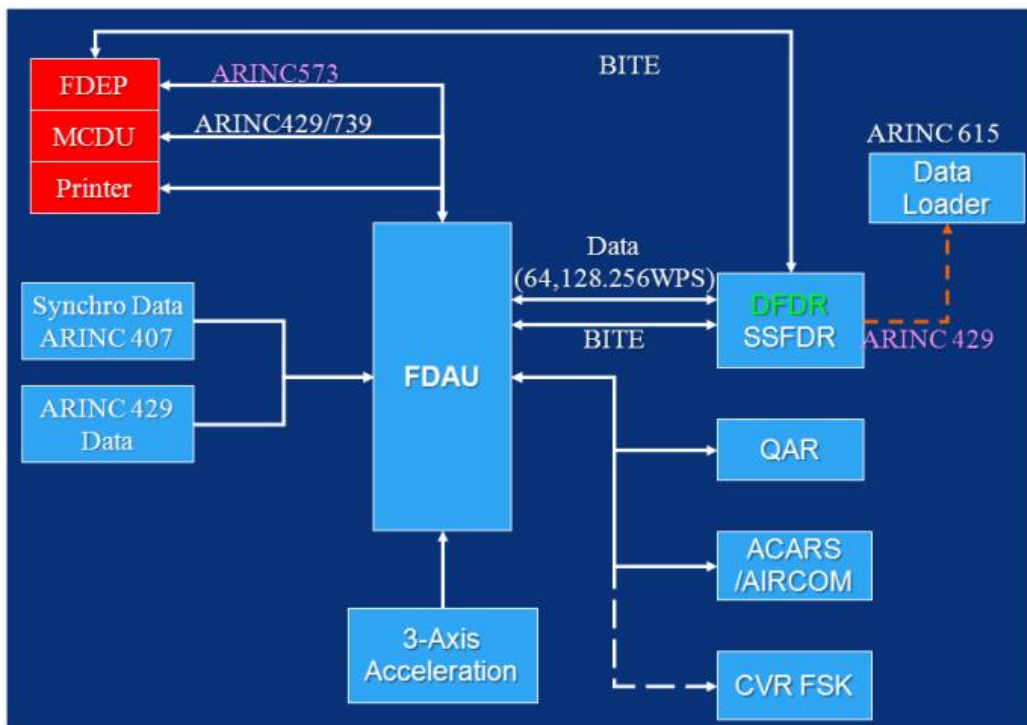 FDEP
MCDU
Printer
ARINC573
ARINC429/739
BITE
ARINC 615
Data
Loader
Synchro Data
ARINC 407
ARINC 429
Data
FDAU
Data
(64,128.256WPS)
BITE
DFDR
SSFDR
ARINC 429
QAR
ACARS
/AIRCOM
3-Axis
Acceleration
CVR FSK